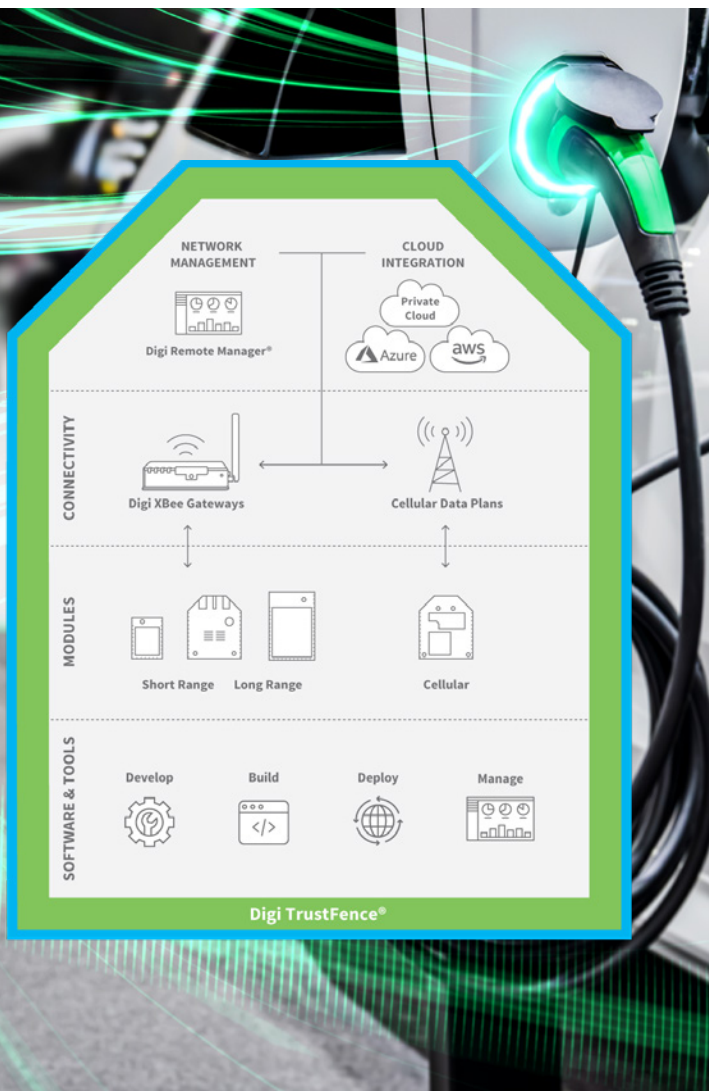 NETWORK
MANAGEMENT
CLOUD
INTEGRATION
Private
Cloud
Azure
aws
Digi Remote Manager®
CONNECTIVITY
Digi XBee Gateways
Cellular Data Plans
MODULES
Short Range
Long Range
Cellular
SOFTWARE & TOOLS
Develop
Build
Deploy
Manage
</>
Digi TrustFence®